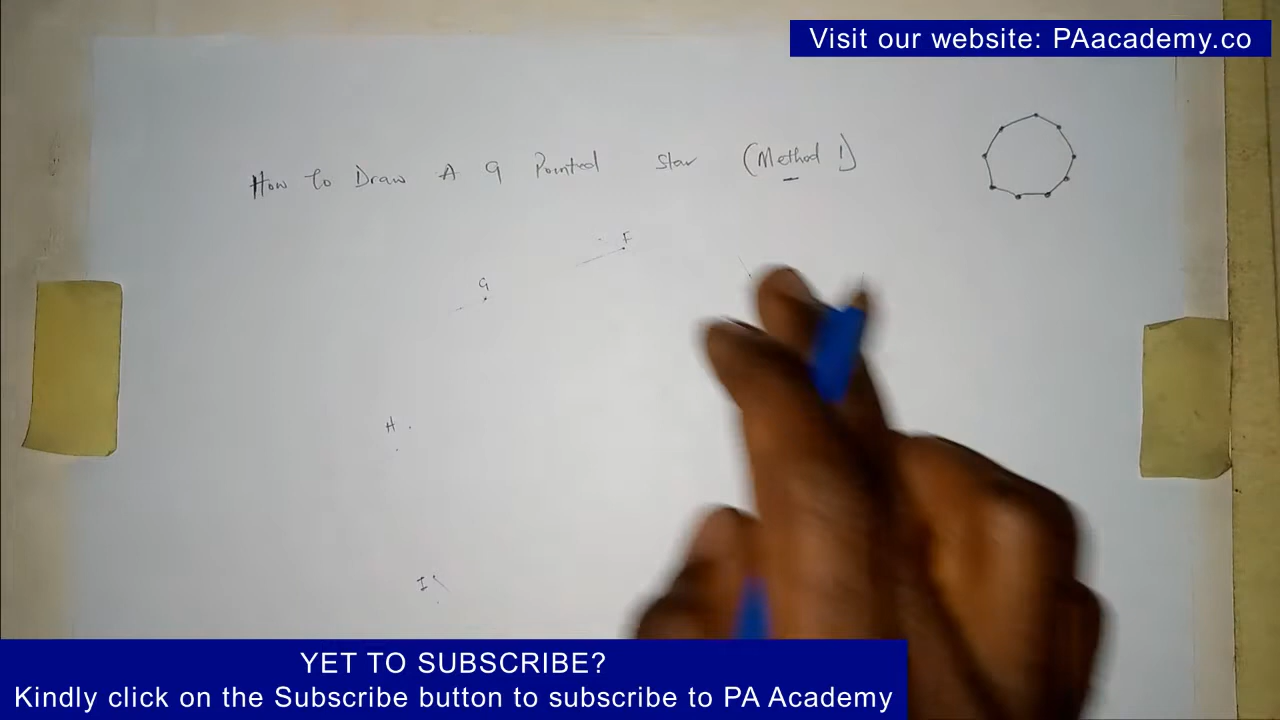 Visit our website: PAacademy.co
How To Draw A 9 Pointed Star (Method 1)
F
G
H
I
YET TO SUBSCRIBE?
Kindly click on the Subscribe button to subscribe to PA Academy